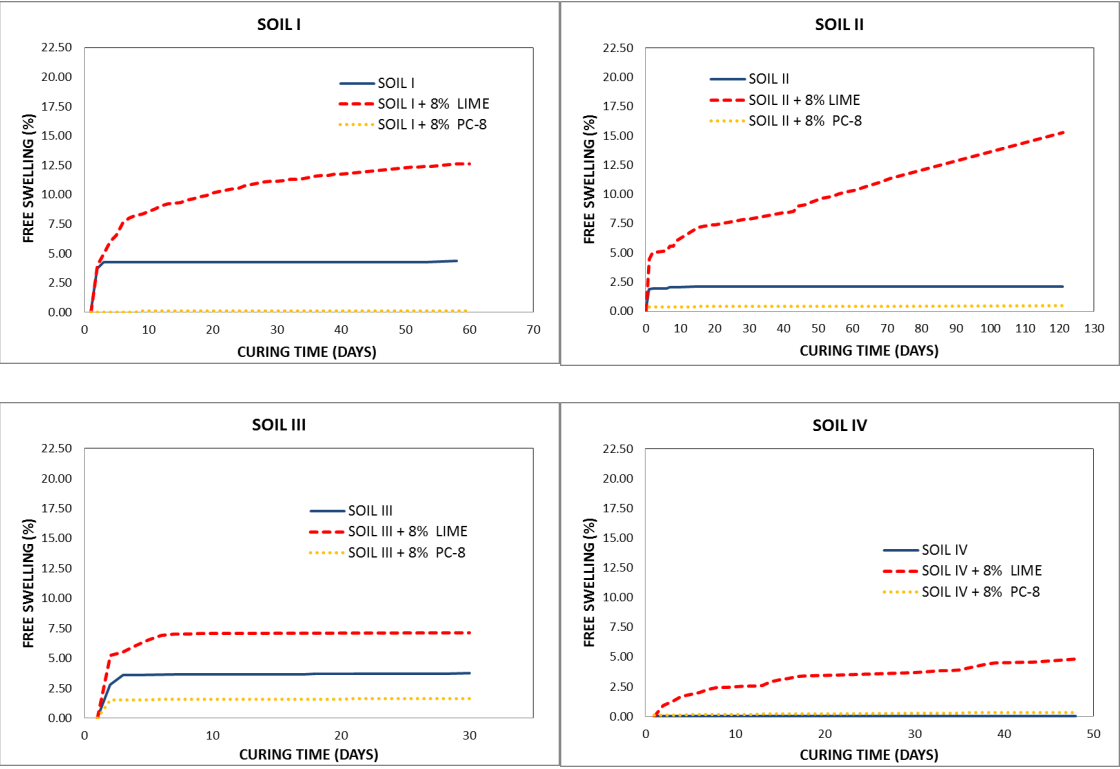 SOIL I
22.50
20.00
17.50
15.00
12.50
10.00
7.50
5.00
2.50
0.00
FREE SWELLING (%)
SOIL I
SOIL I + 8% LIME
SOIL I + 8% PC-8
0 10 20 30 40 50 60 70
CURING TIME (DAYS)
SOIL II
22.50
20.00
17.50
15.00
12.50
10.00
7.50
5.00
2.50
0.00
FREE SWELLING (%)
SOIL II
SOIL II + 8% LIME
SOIL II + 8% PC-8
0 10 20 30 40 50 60 70 80 90 100 110 120 130
CURING TIME (DAYS)
SOIL III
22.50
20.00
17.50
15.00
12.50
10.00
7.50
5.00
2.50
0.00
FREE SWELLING (%)
SOIL III
SOIL III + 8% LIME
SOIL III + 8% PC-8
0 10 20 30
CURING TIME (DAYS)
SOIL IV
22.50
20.00
17.50
15.00
12.50
10.00
7.50
5.00
2.50
0.00
FREE SWELLING (%)
SOIL IV
SOIL IV + 8% LIME
SOIL IV + 8% PC-8
0 10 20 30 40 50
CURING TIME (DAYS)